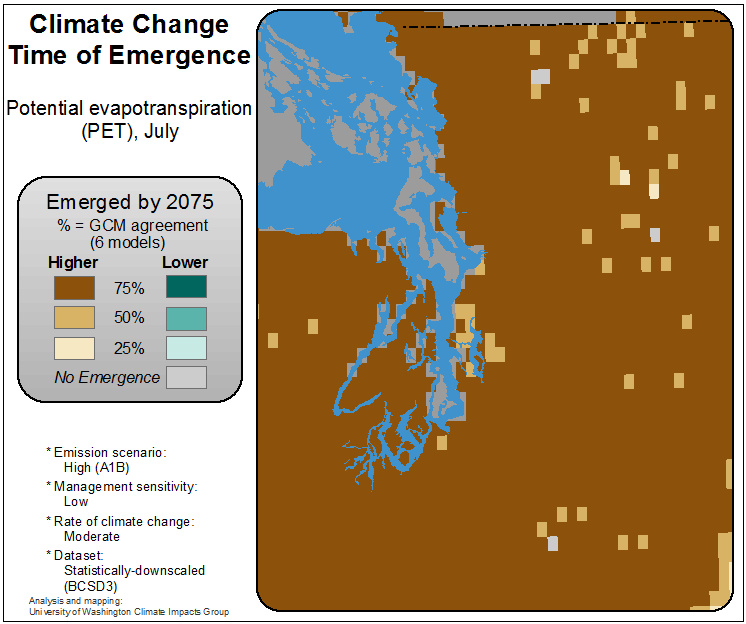 Climate Change
Time of Emergence
Potential evapotranspiration
(PET), July
Emerged by 2075
% = GCM agreement
(6 models)
Higher Lower
75%
50%
25%
No Emergence
* Emission scenario:
High (A1B)
* Management sensitivity:
Low
* Rate of climate change:
Moderate
* Dataset:
Statistically-downscaled
(BCSD3)
Analysis and mapping:
University of Washington Climate Impacts Group